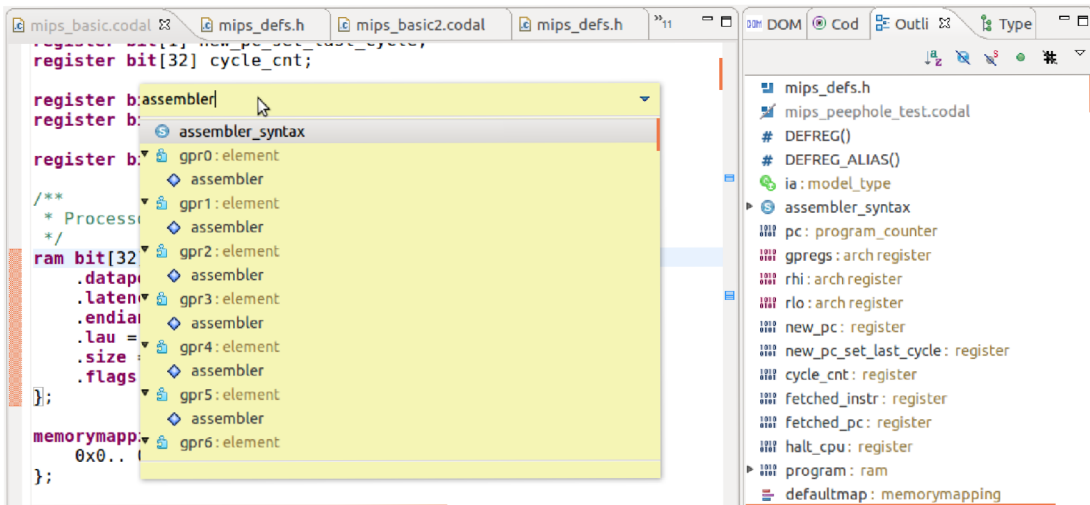 mips_basic.codal mips_defs.h mips_basic2.codal mips_defs.h »11
register bit[1] new_pc_set_last_cycle;
register bit[32] cycle_cnt;
register b
register b
register b
/**
* Process
*/
ram bit[32
.datap
.laten
.endia
.lau =
.size
.flags
};
memorymapp
0x0..
};
assembler
assembler_syntax
gpr0 : element
assembler
gpr1 : element
assembler
gpr2 : element
assembler
gpr3 : element
assembler
gpr4 : element
assembler
gpr5 : element
assembler
gpr6 : element
DOM Cod Outli Type
mips_defs.h
mips_peephole_test.codal
# DEFREG()
# DEFREG_ALIAS()
ia : model_type
S assembler_syntax
pc : program_counter
gpregs : arch register
rhi : arch register
rlo : arch register
new_pc : register
new_pc_set_last_cycle : register
cycle_cnt : register
fetched_instr : register
fetched_pc : register
halt_cpu : register
program : ram
defaultmap : memorymapping